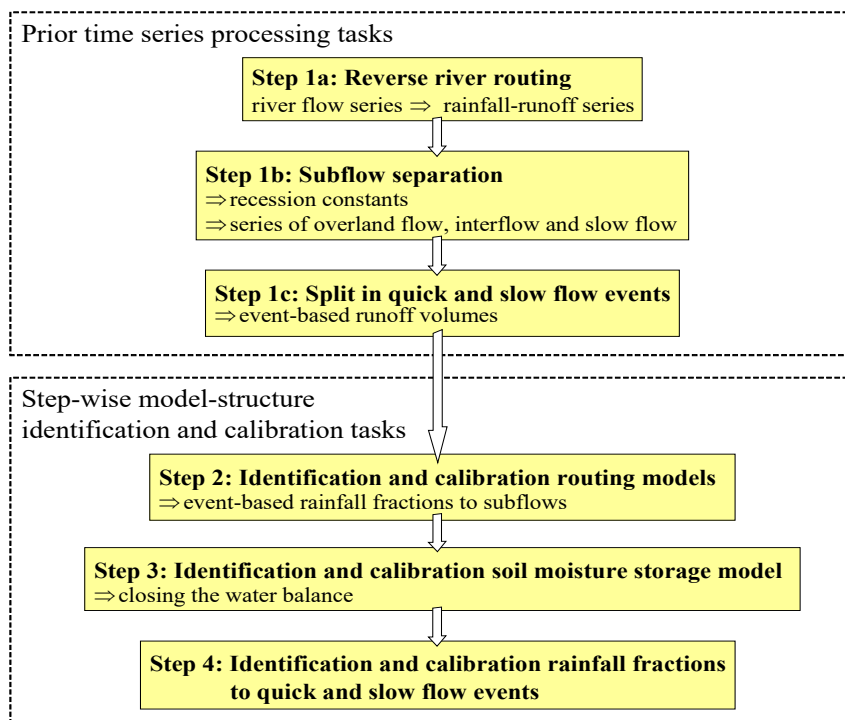 Prior time series processing tasks
Step 1a: Reverse river routing
river flow series ⇒ rainfall-runoff series
Step 1b: Subflow separation
⇒ recession constants
⇒ series of overland flow, interflow and slow flow
Step 1c: Split in quick and slow flow events
⇒ event-based runoff volumes
Step-wise model-structure
identification and calibration tasks
Step 2: Identification and calibration routing models
⇒ event-based rainfall fractions to subflows
Step 3: Identification and calibration soil moisture storage model
⇒ closing the water balance
Step 4: Identification and calibration rainfall fractions
to quick and slow flow events